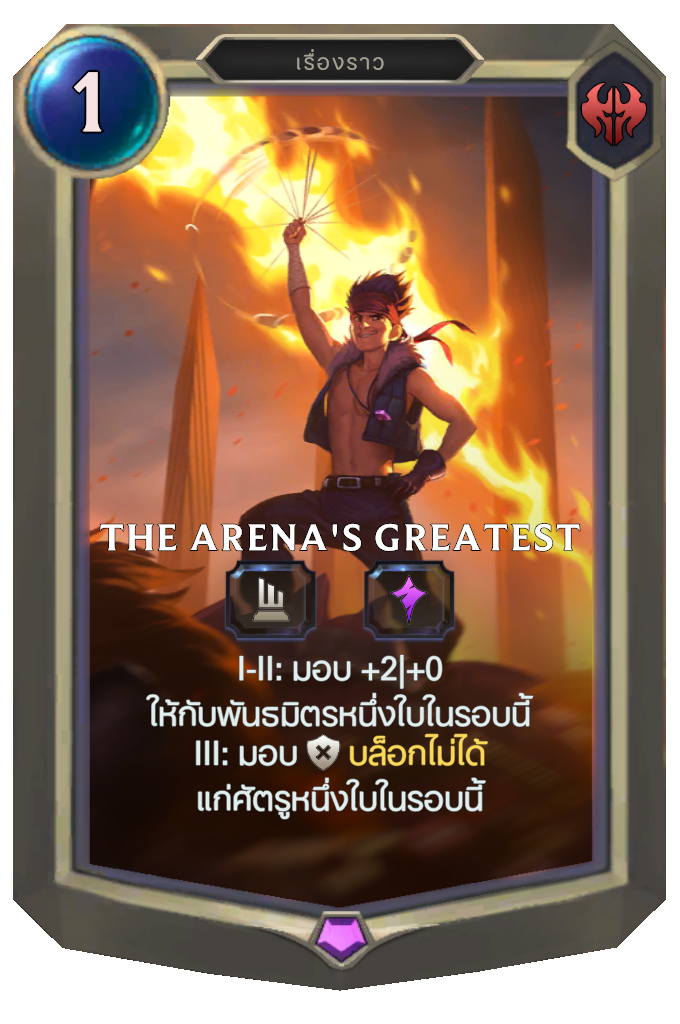 เรื่องราว
1
THE ARENA'S GREATEST
I-II: มอบ +2|+0
ให้กับพันธมิตรหนึ่งใบในรอบนี้
III: มอบ บล็อกไม่ได้
แก่ศัตรูหนึ่งใบในรอบนี้